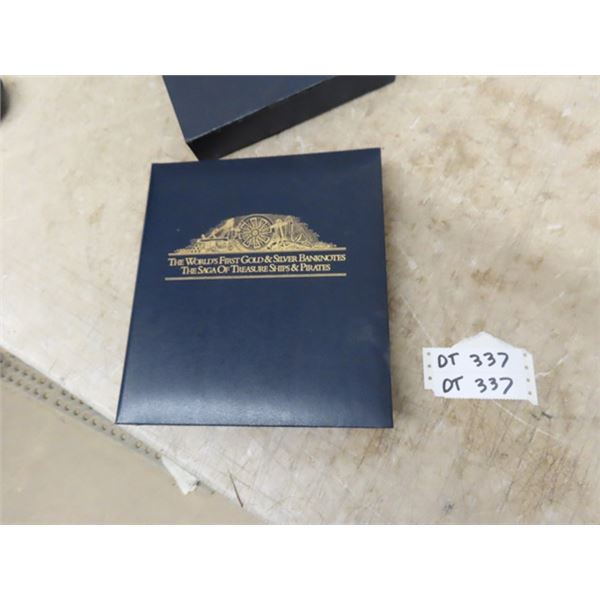 THE WORLD'S FIRST GOLD & SILVER BANKNOTES
THE SAGA OF TREASURE SHIPS & PIRATES
DT 337
DT 337